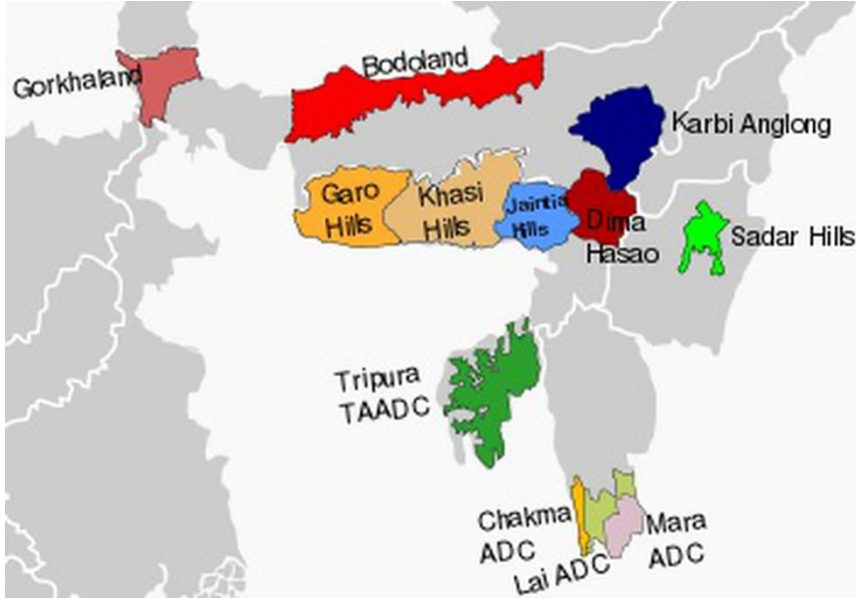 Bodoland
Gorkhaland
Karbi Anglong
Garo
Hills
Khasi
Hills
Jaintia
Hills
Dima
Hasao
Sadar Hills
Tripura
TAADC
Chakma
ADC
Lai ADC
Mara
ADC